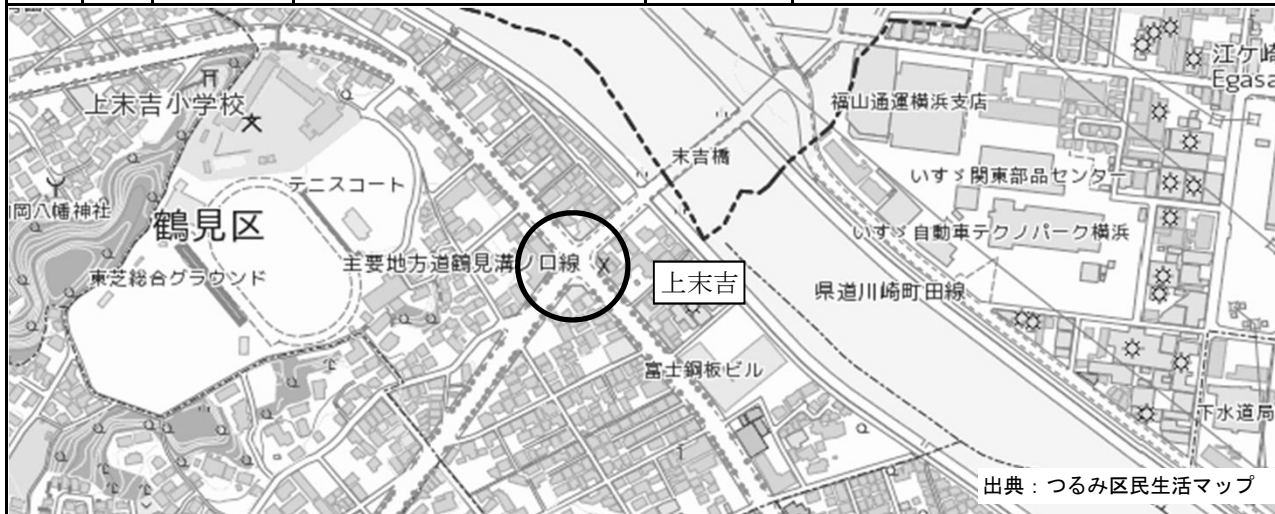 江ケ崎
Egasa
上末吉小学校
福山通運横浜支店
末吉橋
テニスコート
いすゞ関東部品センター
岡八幡神社
鶴見区
主要地方道鶴見溝ノ口線
いすゞ自動車テクノパーク横浜
東芝総合グラウンド
上末吉
県道川崎町田線
富士鋼板ビル
下水道局
出典：つるみ区民生活マップ